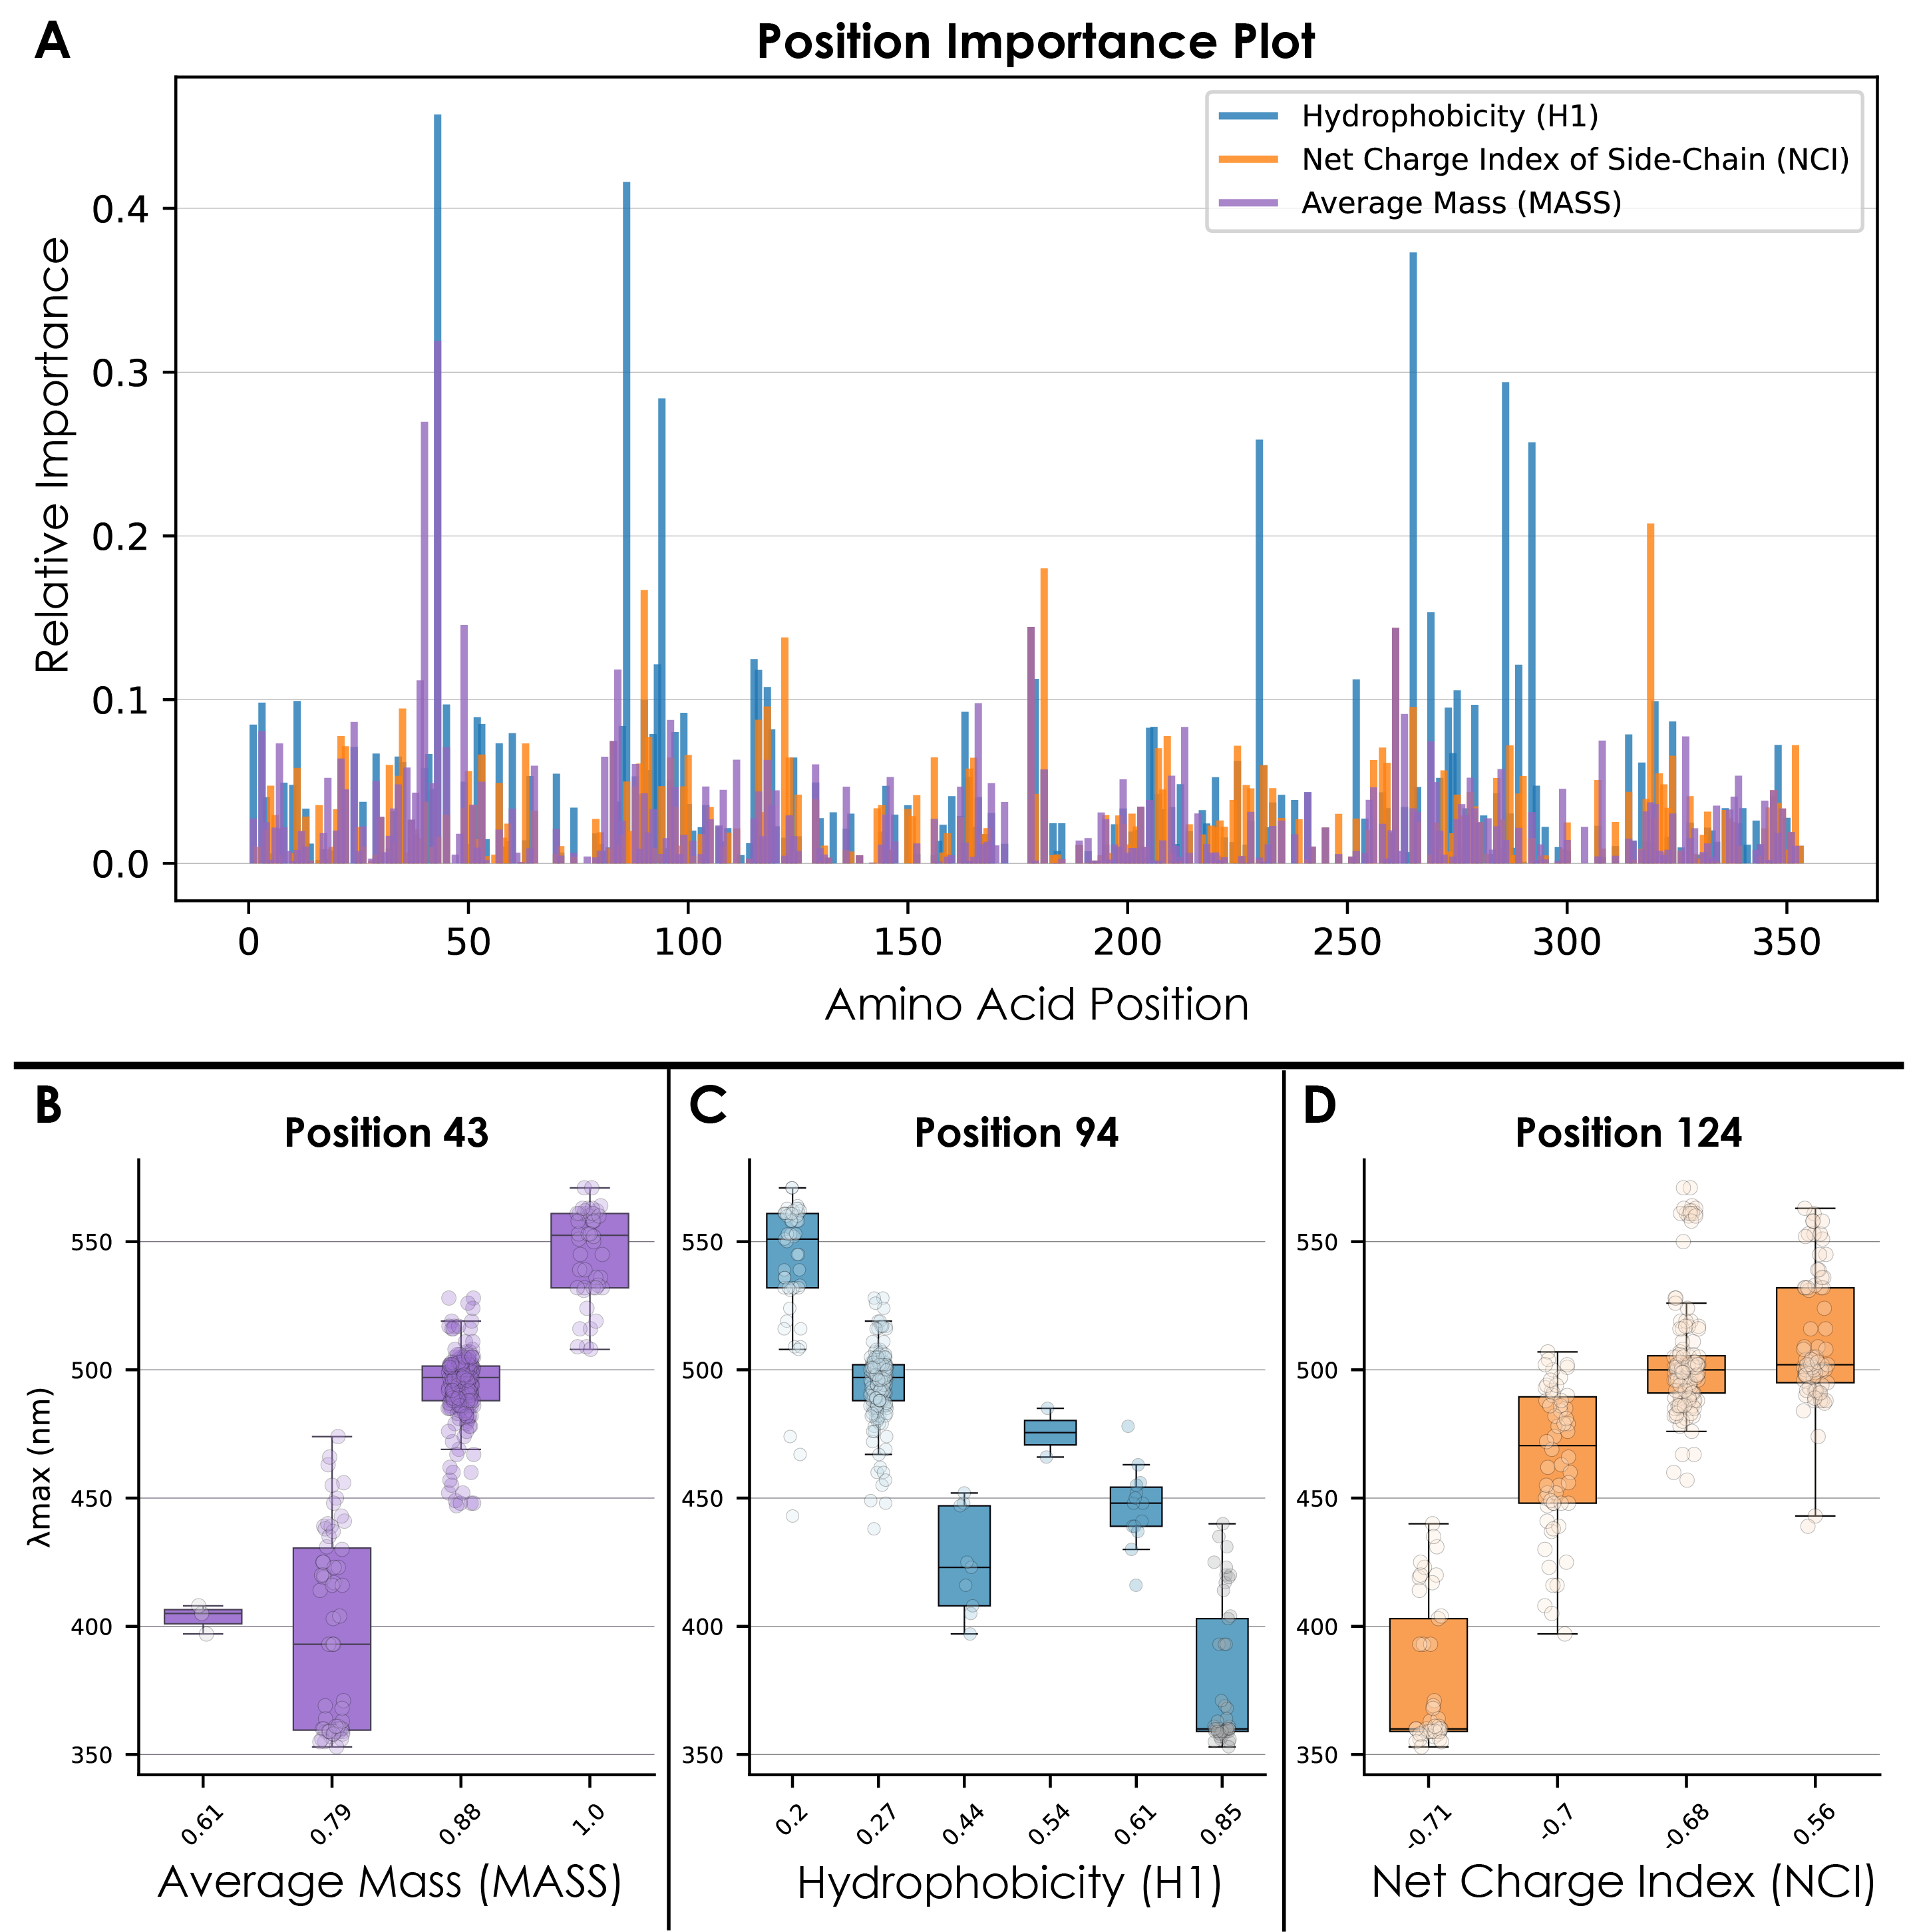 A
Position Importance Plot
Hydrophobicity (H1)
Net Charge Index of Side-Chain (NCI)
Average Mass (MASS)
Relative Importance
0.4
0.3
0.2
0.1
0.0
0 50 100 150 200 250 300 350
Amino Acid Position
B
Position 43
λmax (nm)
550
500
450
400
350
0.61 0.79 0.88 1.0
Average Mass (MASS)
C
Position 94
550
500
450
400
350
0.2 0.27 0.44 0.54 0.61 0.85
Hydrophobicity (H1)
D
Position 124
550
500
450
400
350
-0.71 -0.7 -0.68 0.56
Net Charge Index (NCI)